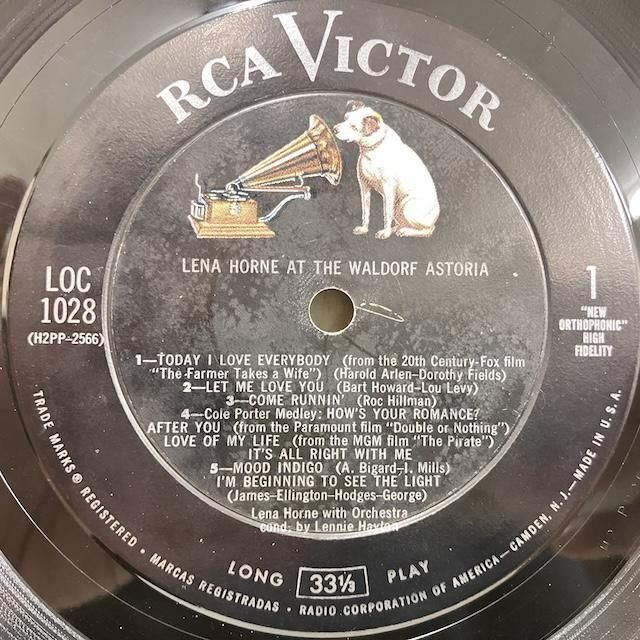 RCA VICTOR
LENA HORNE AT THE WALDORF ASTORIA
LOC
1028
(H2PP-2566)
1
"NEW
ORTHOPHONIC"
HIGH
FIDELITY
1—TODAY I LOVE EVERYBODY (from the 20th Century-Fox film
"The Farmer Takes a Wife") (Harold Arlen-Dorothy Fields)
2—LET ME LOVE YOU (Bart Howard-Lou Levy)
3—COME RUNNIN' (Roc Hillman)
4—Cole Porter Medley: HOW'S YOUR ROMANCE?
AFTER YOU (from the Paramount film "Double or Nothing")
LOVE OF MY LIFE (from the MGM film "The Pirate")
IT'S ALL RIGHT WITH ME
5—MOOD INDIGO (A. Bigard-I. Mills)
I'M BEGINNING TO SEE THE LIGHT
(James-Ellington-Hodges-George)
Lena Horne with Orchestra
cond. by Lennie Hayton
LONG 33⅓ PLAY
TRADE MARKS ® REGISTERED • MARCAS REGISTRADAS • RADIO CORPORATION OF AMERICA—CAMDEN, N. J.—MADE IN U.S.A.